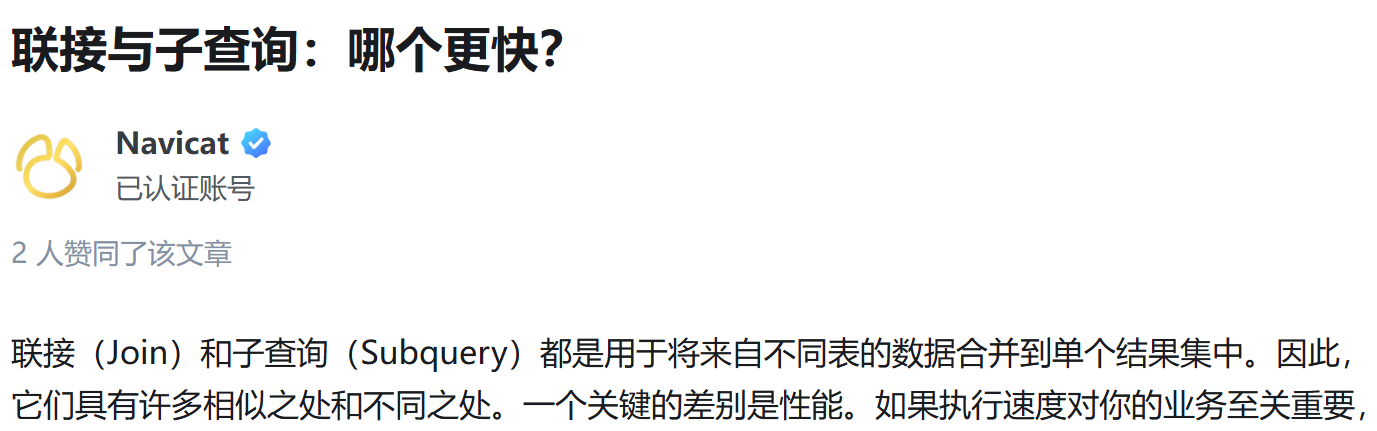 联接与子查询：哪个更快？
Navicat
已认证账号
2 人赞同了该文章
联接（Join）和子查询（Subquery）都是用于将来自不同表的数据合并到单个结果集中。因此，
它们具有许多相似之处和不同之处。一个关键的差别是性能。如果执行速度对你的业务至关重要，